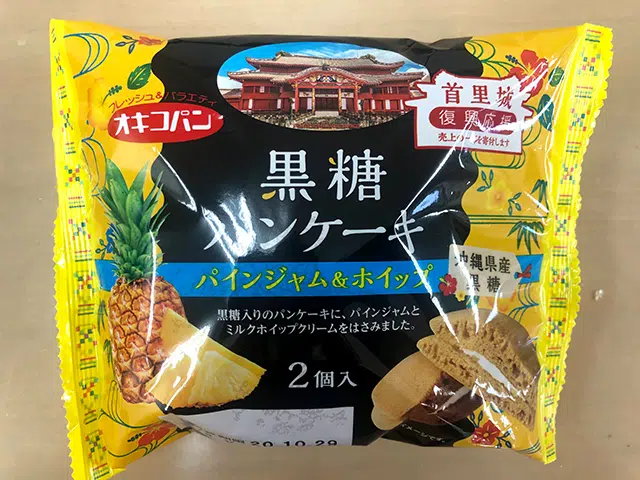 フレッシュ&バラエティ
オキコパン
首里城
復興応援
黒糖
パンケーキ
パインジャム&ホイップ
沖縄県産
黒糖
黒糖入りのパンケーキに、パインジャムと
ミルクホイップクリームをはさみました。
2個入
20.10.29